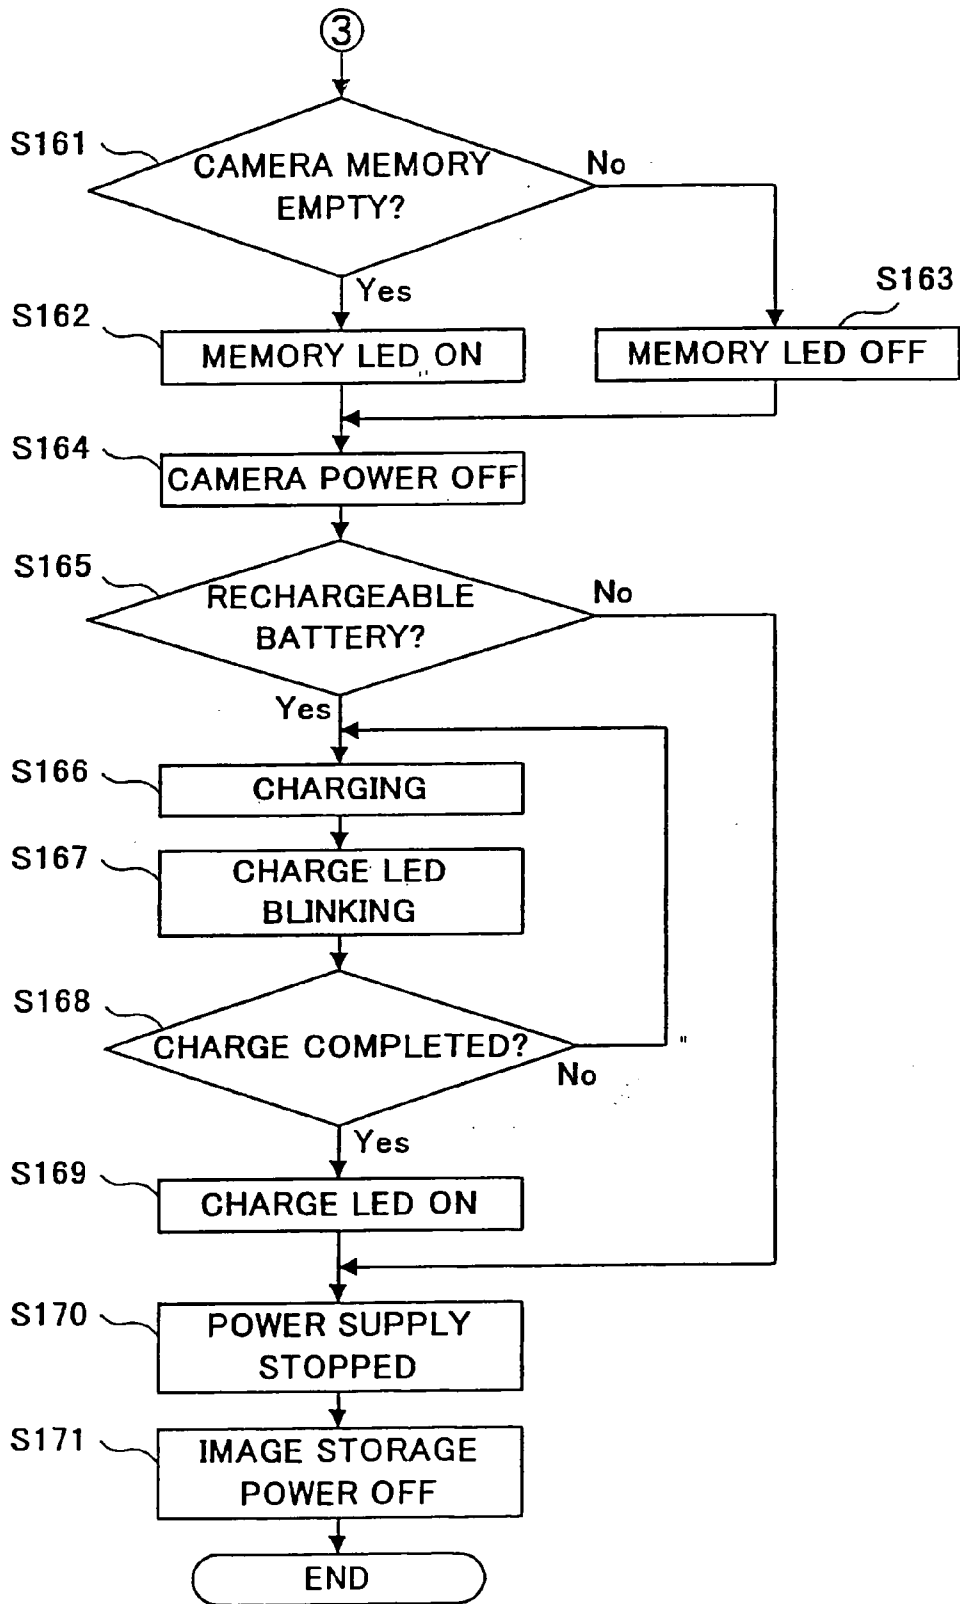 3
S161
CAMERA MEMORY
EMPTY?
No
Yes
S162
MEMORY LED ON
S163
MEMORY LED OFF
S164
CAMERA POWER OFF
S165
RECHARGEABLE
BATTERY?
No
Yes
S166
CHARGING
S167
CHARGE LED
BLINKING
S168
CHARGE COMPLETED?
No
Yes
S169
CHARGE LED ON
S170
POWER SUPPLY
STOPPED
S171
IMAGE STORAGE
POWER OFF
END